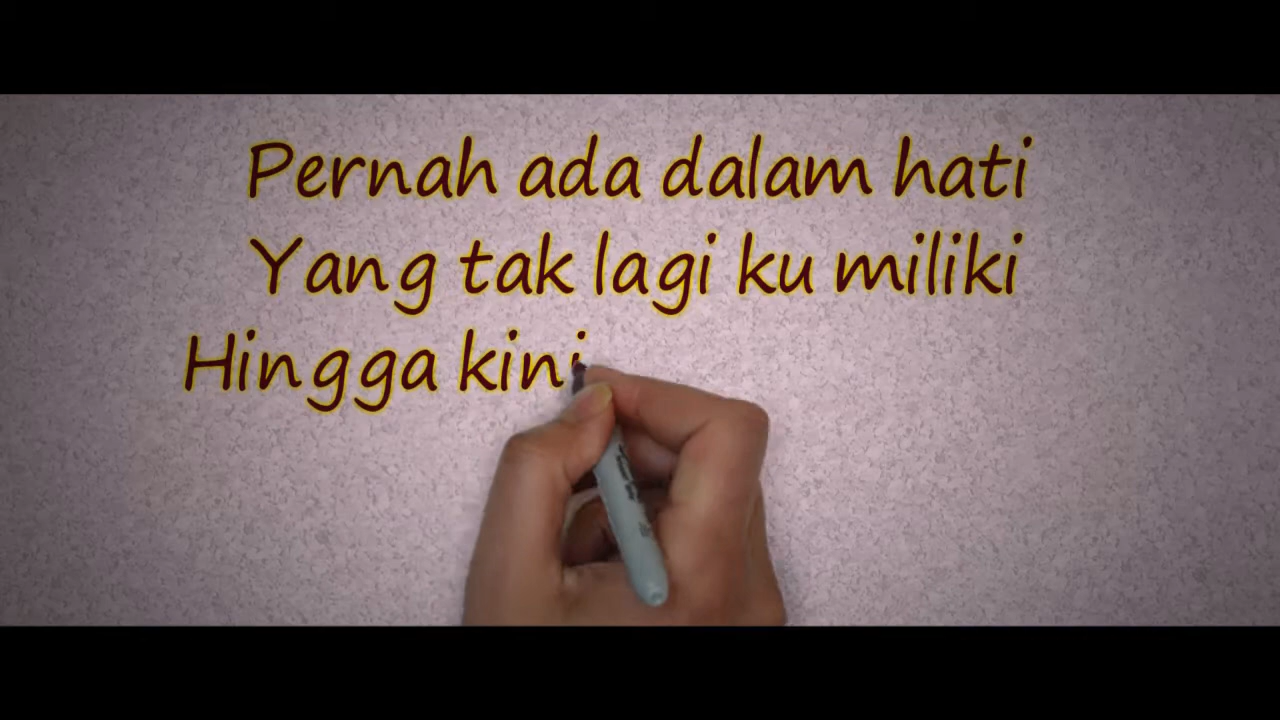 Pernah ada dalam hati
Yang tak lagi ku miliki
Hingga kini